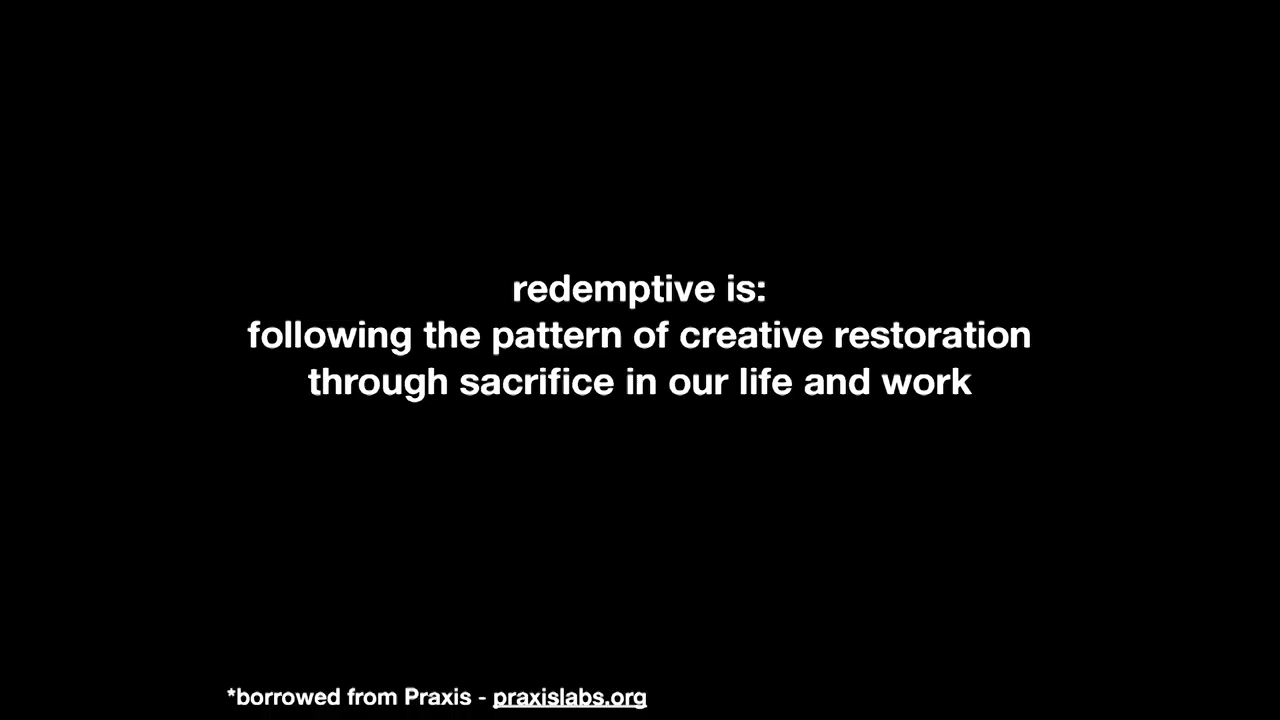 redemptive is:
following the pattern of creative restoration
through sacrifice in our life and work
*borrowed from Praxis - praxislabs.org